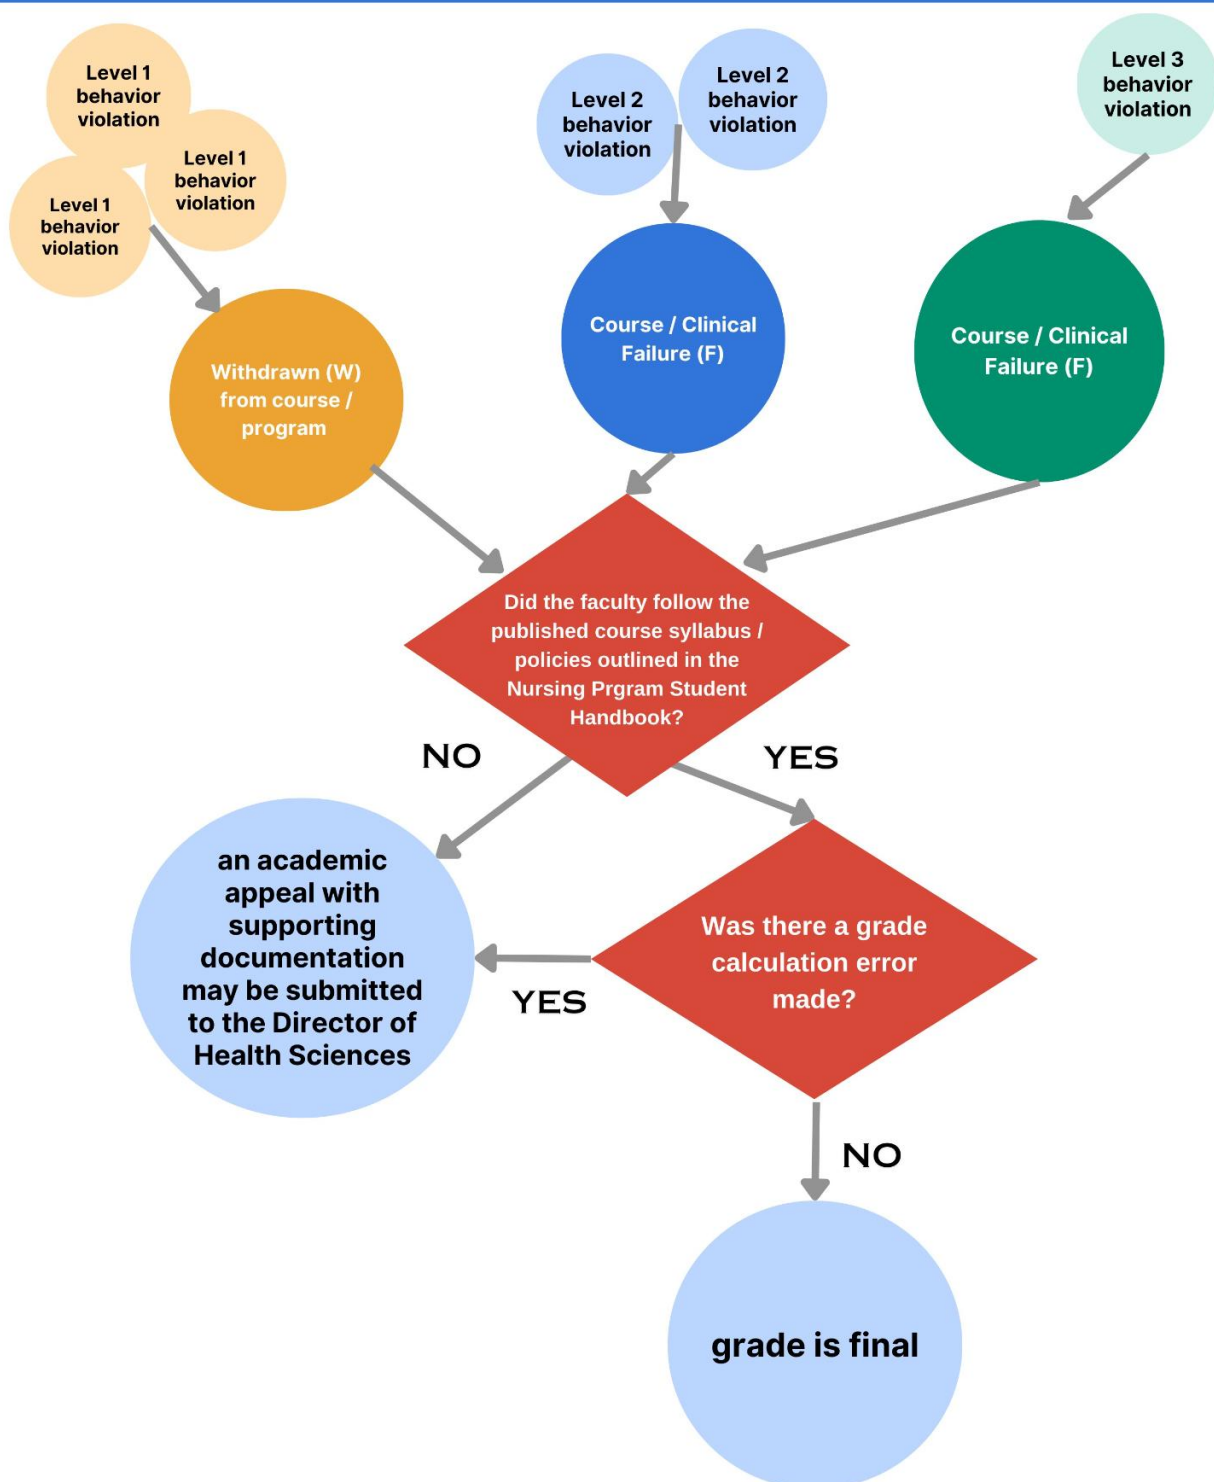 Level 1
behavior
violation
Level 1
behavior
violation
Level 1
behavior
violation
Level 2
behavior
violation
Level 2
behavior
violation
Level 3
behavior
violation
Withdrawn (W)
from course /
program
Course / Clinical
Failure (F)
Course / Clinical
Failure (F)
Did the faculty follow the
published course syllabus /
policies outlined in the
Nursing Prgram Student
Handbook?
NO
YES
an academic
appeal with
supporting
documentation
may be submitted
to the Director of
Health Sciences
YES
Was there a grade
calculation error
made?
NO
grade is final